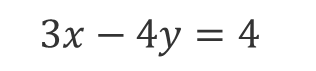 3x − 4y = 4